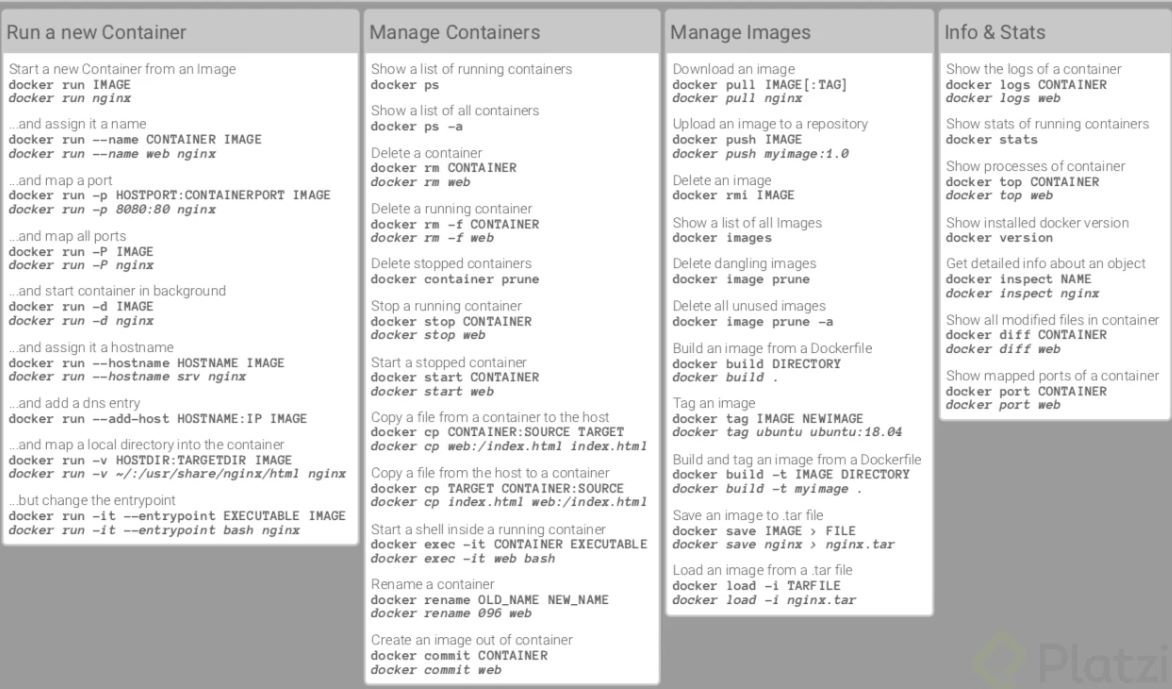 Run a new Container
Start a new Container from an Image
docker run IMAGE
docker run nginx
...and assign it a name
docker run --name CONTAINER IMAGE
docker run --name web nginx
...and map a port
docker run -p HOSTPORT:CONTAINERPORT IMAGE
docker run -p 8080:80 nginx
...and map all ports
docker run -P IMAGE
docker run -P nginx
...and start container in background
docker run -d IMAGE
docker run -d nginx
...and assign it a hostname
docker run --hostname HOSTNAME IMAGE
docker run --hostname srv nginx
...and add a dns entry
docker run --add-host HOSTNAME:IP IMAGE
...and map a local directory into the container
docker run -v HOSTDIR:TARGETDIR IMAGE
docker run -v ~/:/usr/share/nginx/html nginx
...but change the entrypoint
docker run -it --entrypoint EXECUTABLE IMAGE
docker run -it --entrypoint bash nginx
Manage Containers
Show a list of running containers
docker ps
Show a list of all containers
docker ps -a
Delete a container
docker rm CONTAINER
docker rm web
Delete a running container
docker rm -f CONTAINER
docker rm -f web
Delete stopped containers
docker container prune
Stop a running container
docker stop CONTAINER
docker stop web
Start a stopped container
docker start CONTAINER
docker start web
Copy a file from a container to the host
docker cp CONTAINER:SOURCE TARGET
docker cp web:/index.html index.html
Copy a file from the host to a container
docker cp TARGET CONTAINER:SOURCE
docker cp index.html web:/index.html
Start a shell inside a running container
docker exec -it CONTAINER EXECUTABLE
docker exec -it web bash
Rename a container
docker rename OLD_NAME NEW_NAME
docker rename 096 web
Create an image out of container
docker commit CONTAINER
docker commit web
Manage Images
Download an image
docker pull IMAGE[:TAG]
docker pull nginx
Upload an image to a repository
docker push IMAGE
docker push myimage:1.0
Delete an image
docker rmi IMAGE
Show a list of all Images
docker images
Delete dangling images
docker image prune
Delete all unused images
docker image prune -a
Build an image from a Dockerfile
docker build DIRECTORY
docker build .
Tag an image
docker tag IMAGE NEWIMAGE
docker tag ubuntu ubuntu:18.04
Build and tag an image from a Dockerfile
docker build -t IMAGE DIRECTORY
docker build -t myimage .
Save an image to .tar file
docker save IMAGE > FILE
docker save nginx > nginx.tar
Load an image from a .tar file
docker load -i TARFILE
docker load -i nginx.tar
Info & Stats
Show the logs of a container
docker logs CONTAINER
docker logs web
Show stats of running containers
docker stats
Show processes of container
docker top CONTAINER
docker top web
Show installed docker version
docker version
Get detailed info about an object
docker inspect NAME
docker inspect nginx
Show all modified files in container
docker diff CONTAINER
docker diff web
Show mapped ports of a container
docker port CONTAINER
docker port web
Platzi